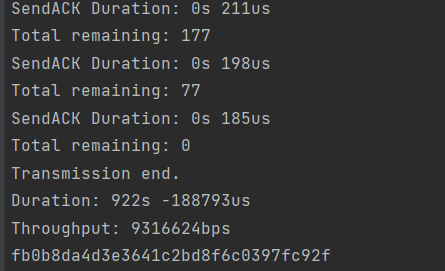 SendACK Duration: 0s 211us
Total remaining: 177
SendACK Duration: 0s 198us
Total remaining: 77
SendACK Duration: 0s 185us
Total remaining: 0
Transmission end.
Duration: 922s -188793us
Throughput: 9316624bps
fb0b8da4d3e3641c2bd8f6c0397fc92f